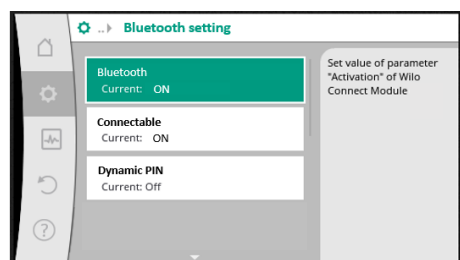 ..▸ Bluetooth setting
Bluetooth
Current: ON
Connectable
Current: ON
Dynamic PIN
Current: Off
Set value of parameter
"Activation" of Wilo
Connect Module
?